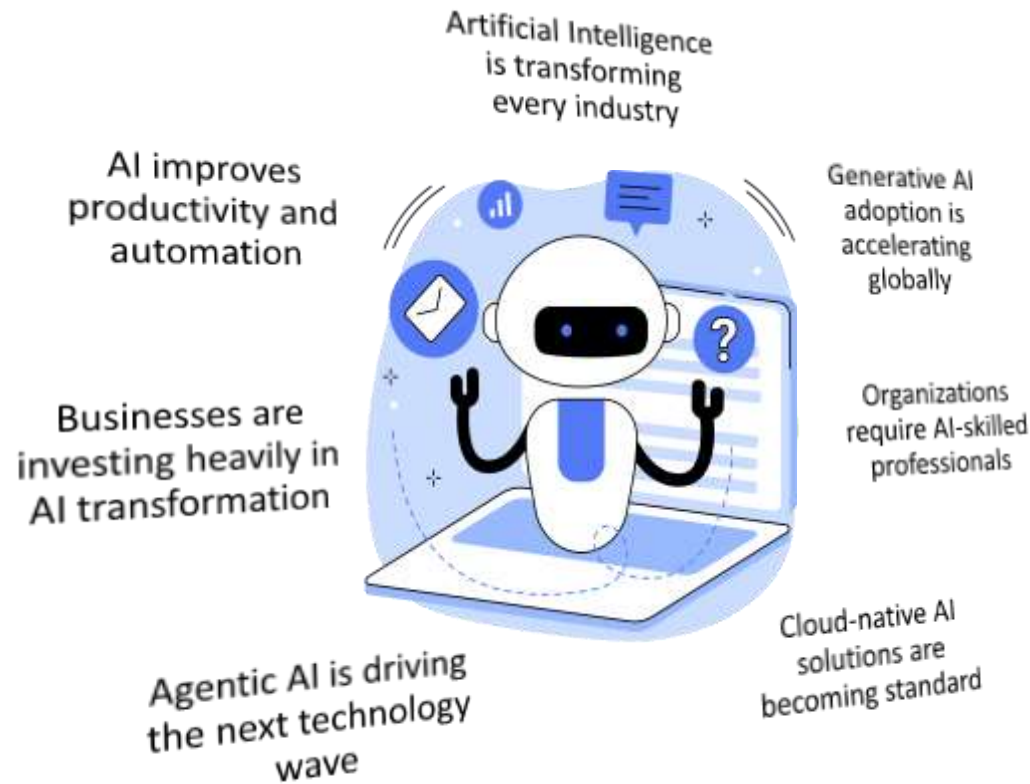 Artificial Intelligence
is transforming
every industry
AI improves
productivity and
automation
Generative AI
adoption is
accelerating
globally
Businesses are
investing heavily in
AI transformation
Organizations
require AI-skilled
professionals
Agentic AI is driving
the next technology
wave
Cloud-native AI
solutions are
becoming standard
?